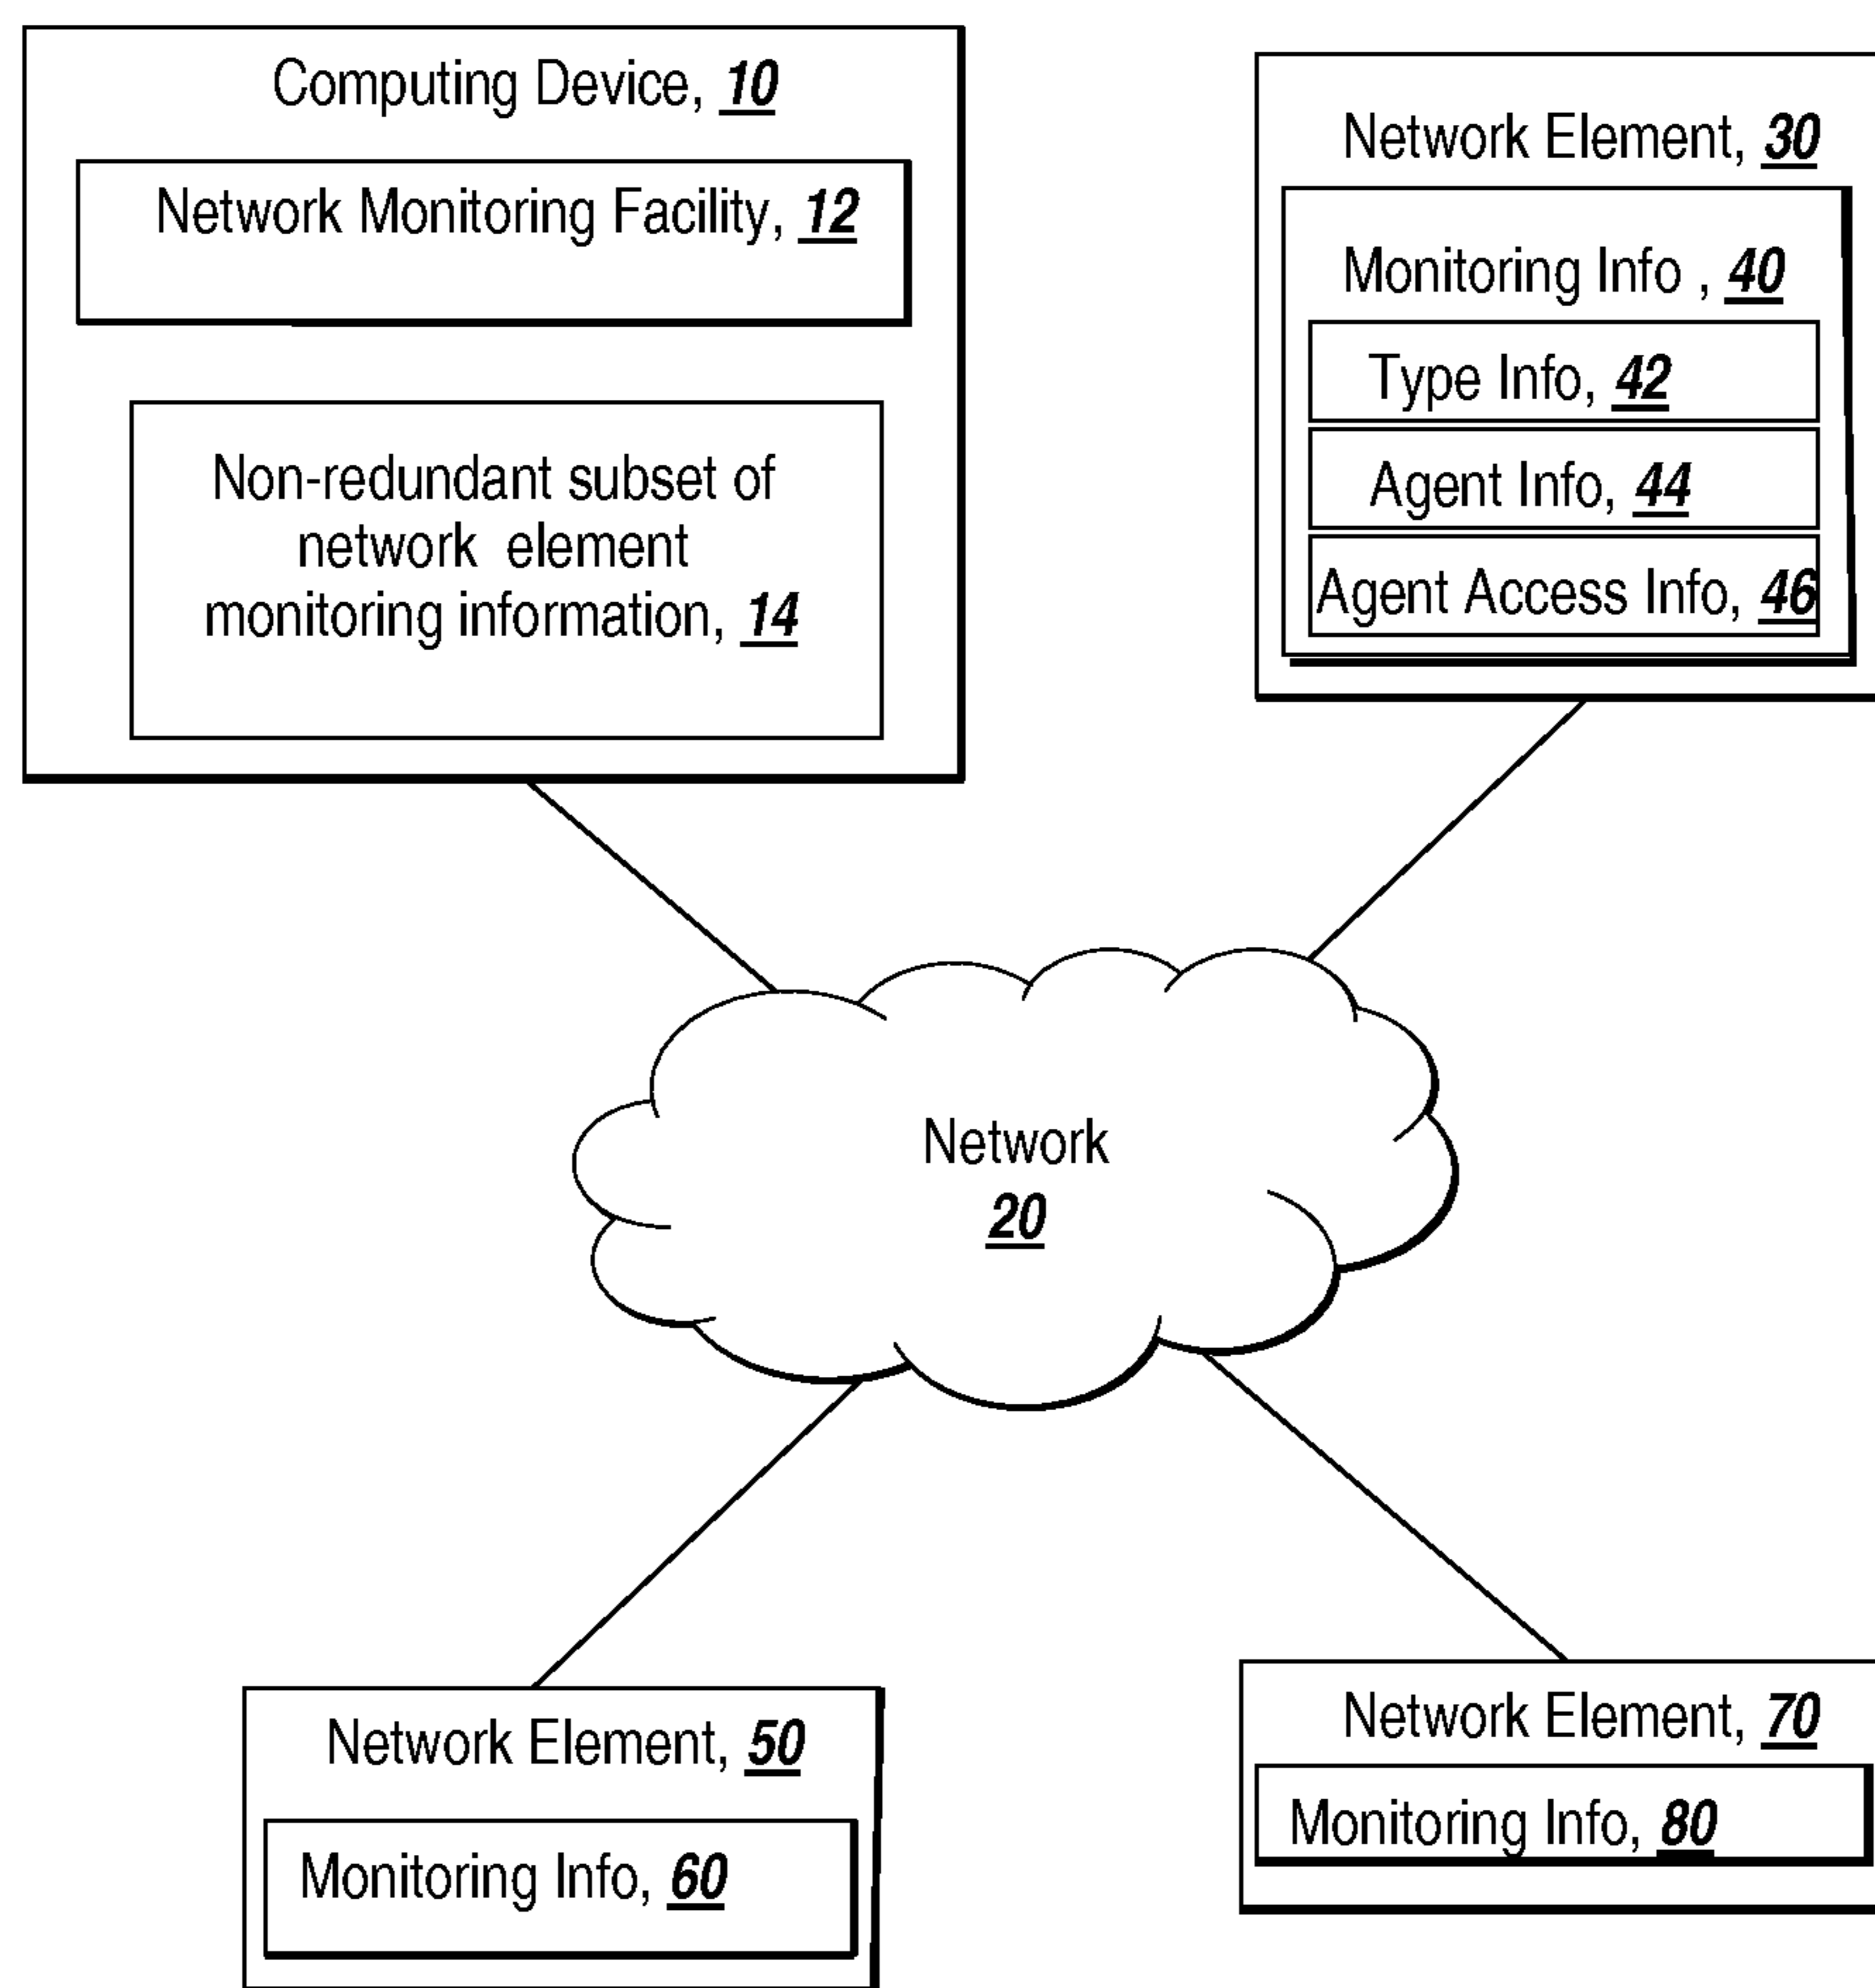 Computing Device, 10
Network Monitoring Facility, 12
Non-redundant subset of
network element
monitoring information, 14
Network Element, 30
Monitoring Info , 40
Type Info, 42
Agent Info, 44
Agent Access Info, 46
Network
20
Network Element, 50
Monitoring Info, 60
Network Element, 70
Monitoring Info, 80